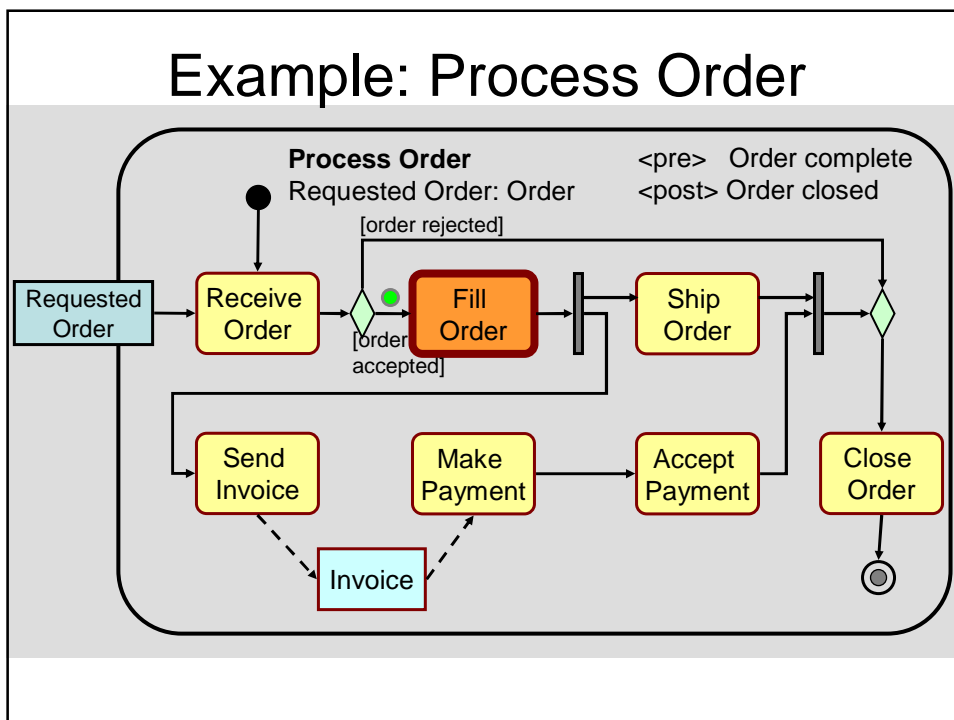 Example: Process Order
Process Order
Requested Order: Order
<pre> Order complete
<post> Order closed
[order rejected]
Requested
Order
Receive
Order
Fill
Order
Ship
Order
[order
accepted]
Send
Invoice
Make
Payment
Accept
Payment
Close
Order
Invoice